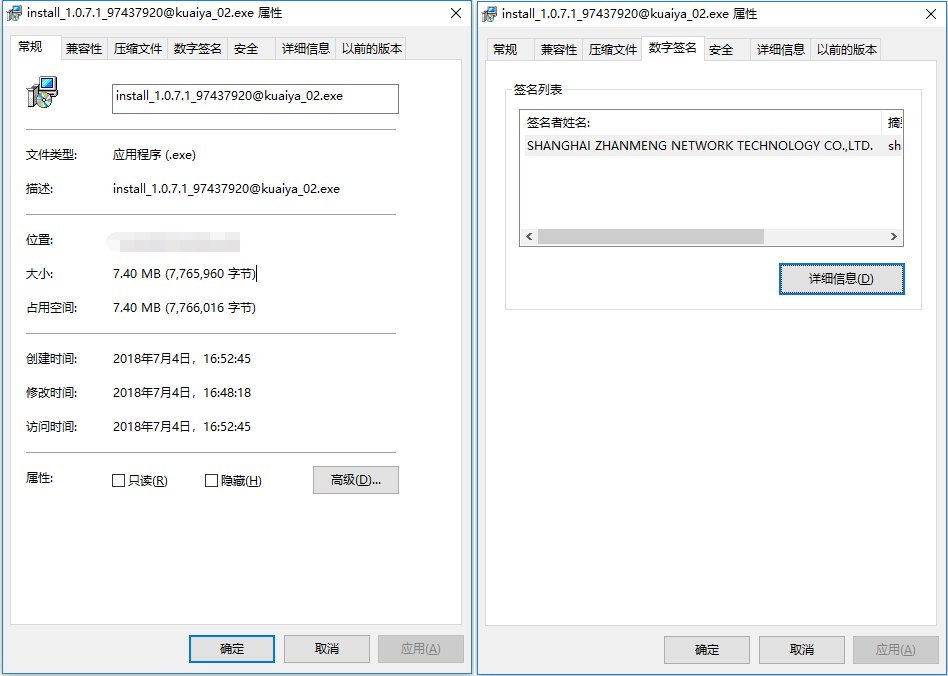 install_1.0.7.1_97437920@kuaiya_02.exe 属性
常规 兼容性 压缩文件 数字签名 安全 详细信息 以前的版本
install_1.0.7.1_97437920@kuaiya_02.exe
文件类型: 应用程序 (.exe)
描述: install_1.0.7.1_97437920@kuaiya_02.exe
位置:
大小: 7.40 MB (7,765,960 字节)
占用空间: 7.40 MB (7,766,016 字节)
创建时间: 2018年7月4日，16:52:45
修改时间: 2018年7月4日，16:48:18
访问时间: 2018年7月4日，16:52:45
属性: 只读(R) 隐藏(H) 高级(D)...
确定 取消 应用(A)
install_1.0.7.1_97437920@kuaiya_02.exe 属性
常规 兼容性 压缩文件 数字签名 安全 详细信息 以前的版本
签名列表
签名者姓名:
SHANGHAI ZHANMENG NETWORK TECHNOLOGY CO.,LTD. sh
详细信息(D)
确定 取消 应用(A)